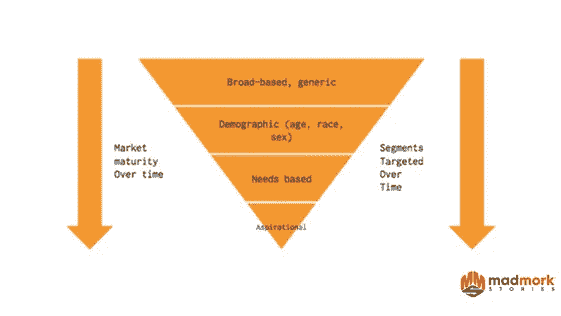 Broad-based, generic
Demographic (age, race,
sex)
Market
maturity
Over time
Segments
Targeted
Over
Time
Needs based
Aspirational
madmork
STORIES